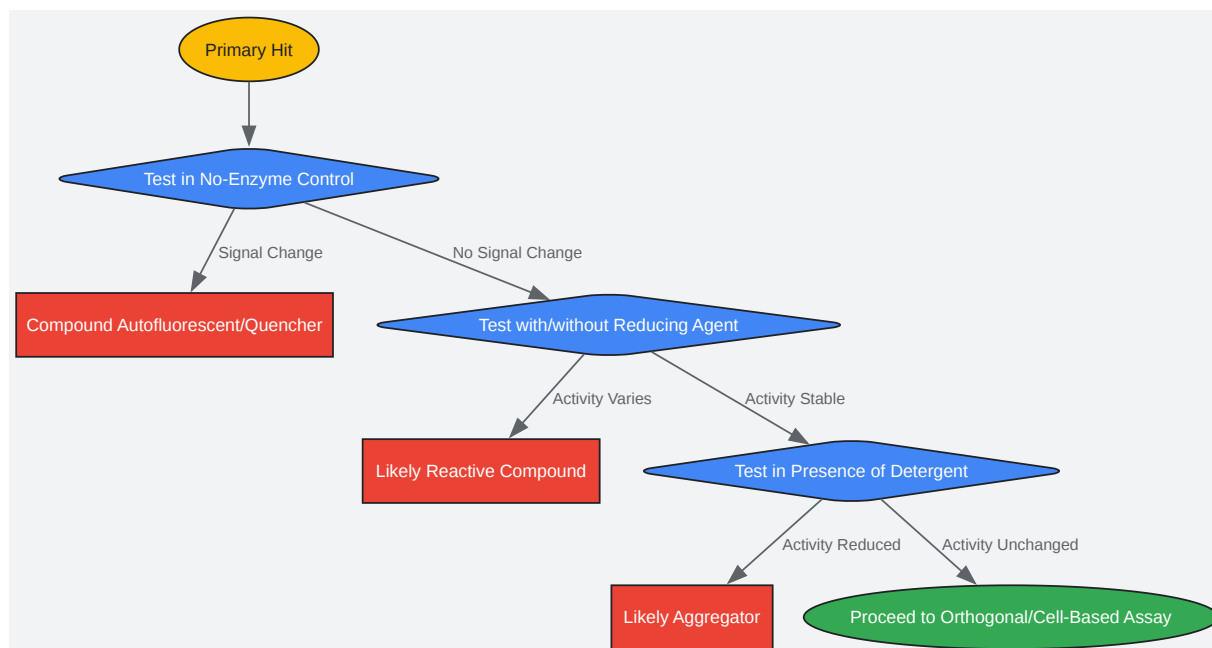 Primary Hit
Test in No-Enzyme Control
Signal Change
No Signal Change
Compound Autofluorescent/Quencher
Test with/without Reducing Agent
Activity Varies
Activity Stable
Likely Reactive Compound
Test in Presence of Detergent
Activity Reduced
Activity Unchanged
Likely Aggregator
Proceed to Orthogonal/Cell-Based Assay